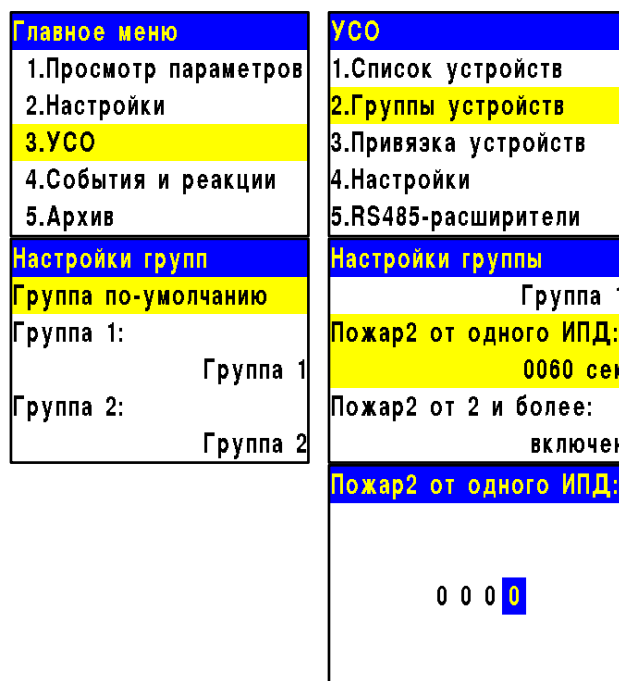 Главное меню
1.Просмотр параметров
2.Настройки
3.УСО
4.События и реакции
5.Архив
УСО
1.Список устройств
2.Группы устройств
3.Привязка устройств
4.Настройки
5.RS485-расширители
Настройки групп
Группа по-умолчанию
Группа 1:
Группа 1
Группа 2:
Группа 2
Настройки группы
Группа 1
Пожар2 от одного ИПД:
0060 сек
Пожар2 от 2 и более:
включен
Пожар2 от одного ИПД:
0 0 0 0